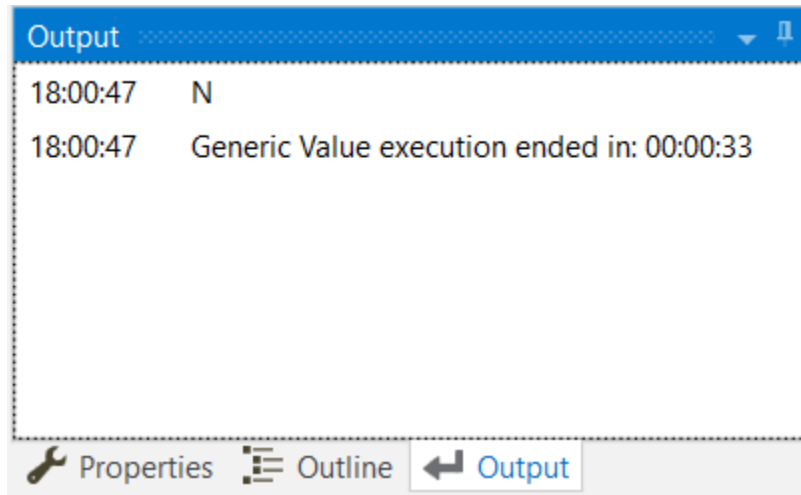 Output
18:00:47 N
18:00:47 Generic Value execution ended in: 00:00:33
Properties Outline Output